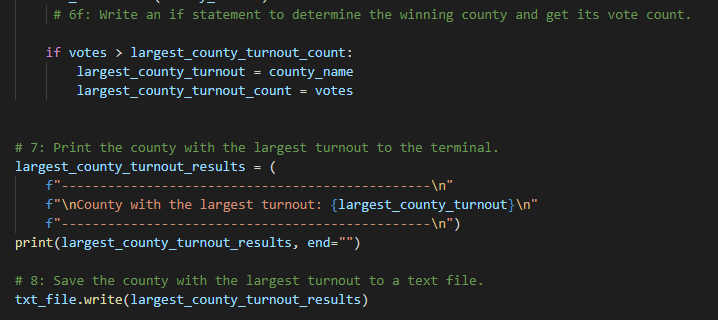 # 6f: Write an if statement to determine the winning county and get its vote count.
if votes > largest_county_turnout_count:
largest_county_turnout = county_name
largest_county_turnout_count = votes
# 7: Print the county with the largest turnout to the terminal.
largest_county_turnout_results = (
f"------------------------------------------------\n"
f"\nCounty with the largest turnout: {largest_county_turnout}\n"
f"------------------------------------------------\n")
print(largest_county_turnout_results, end="")
# 8: Save the county with the largest turnout to a text file.
txt_file.write(largest_county_turnout_results)